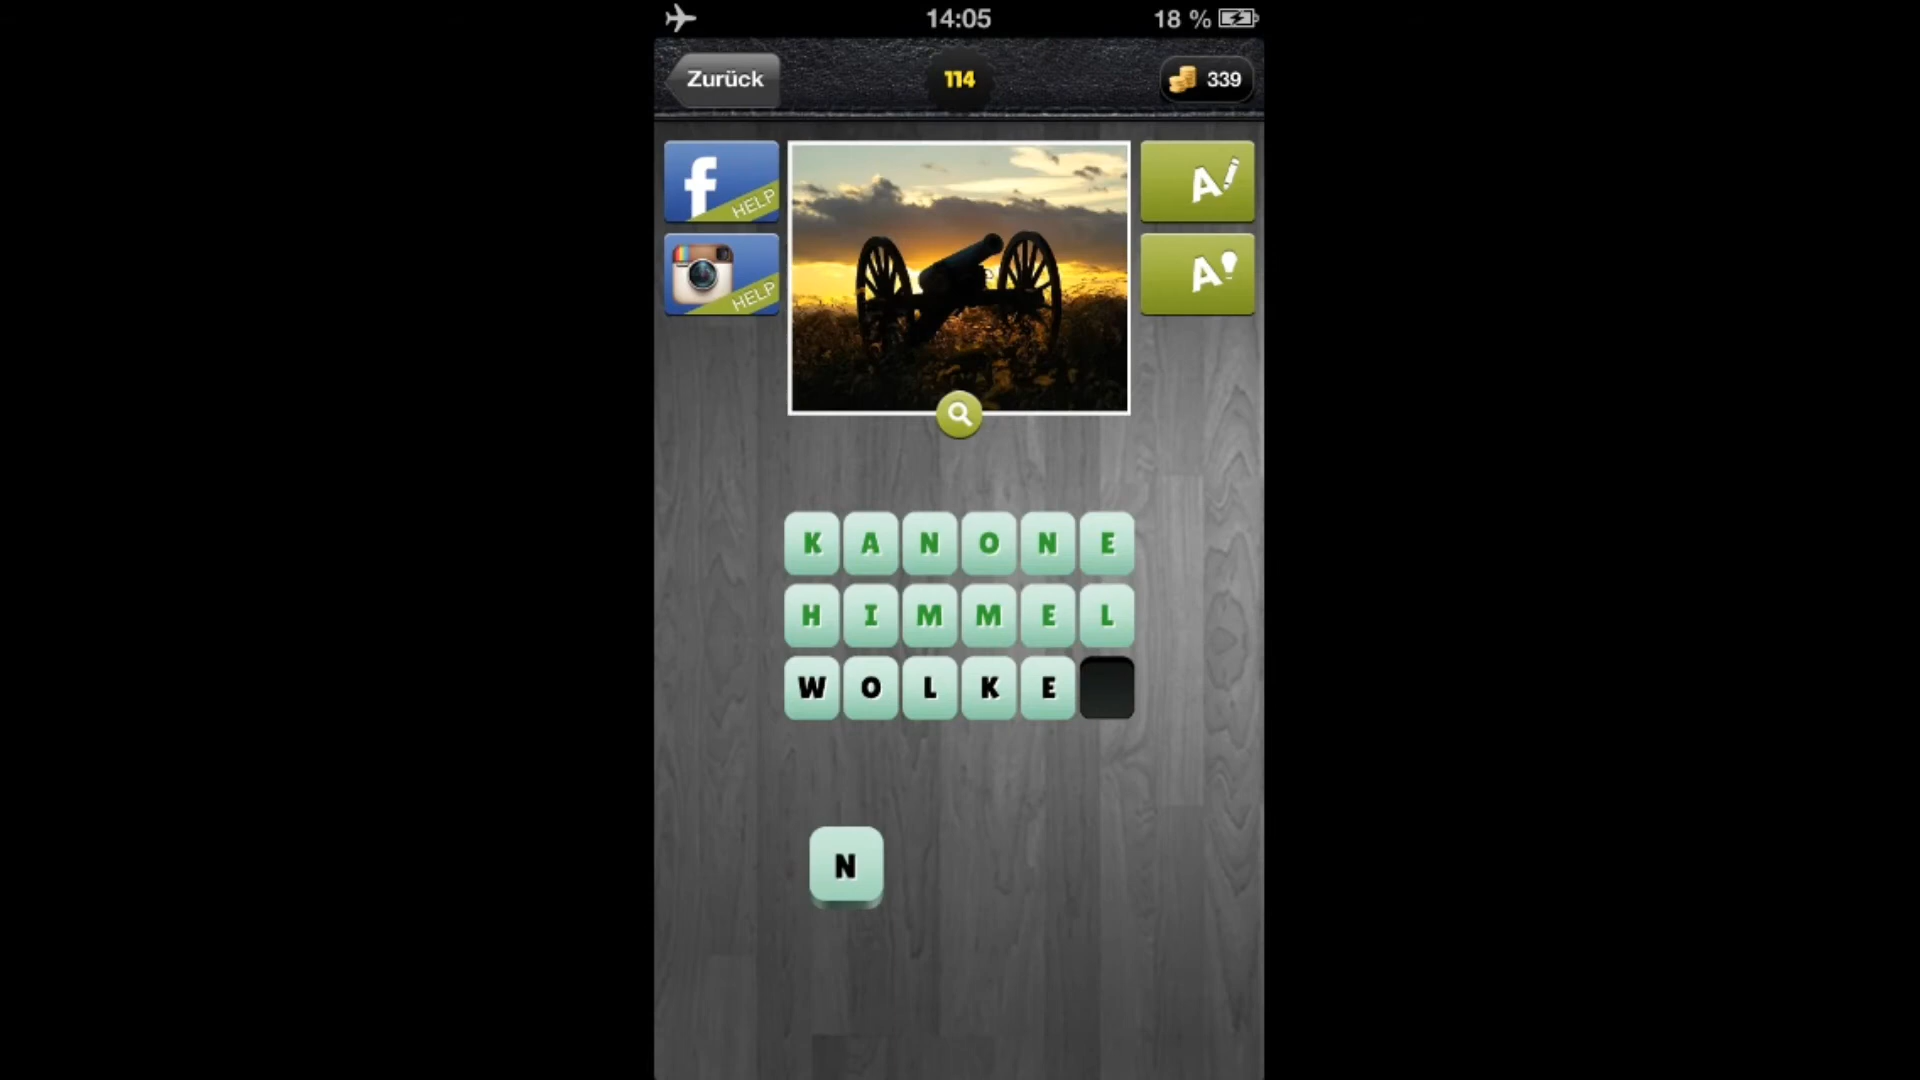 14:05 18 %
Zurück 114 339
f HELP A
HELP A
KANONE
HIMMEL
WOLKE
N